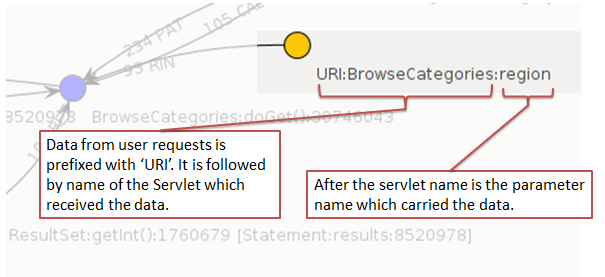 234 PAT
105 CAL
93 RIN
URI:BrowseCategories:region
8520978 BrowseCategories:doGet():30746043
Data from user requests is
prefixed with ‘URI’. It is followed
by name of the Servlet which
received the data.
After the servlet name is the parameter
name which carried the data.
ResultSet:getInt():1760679 [Statement:results:8520978]